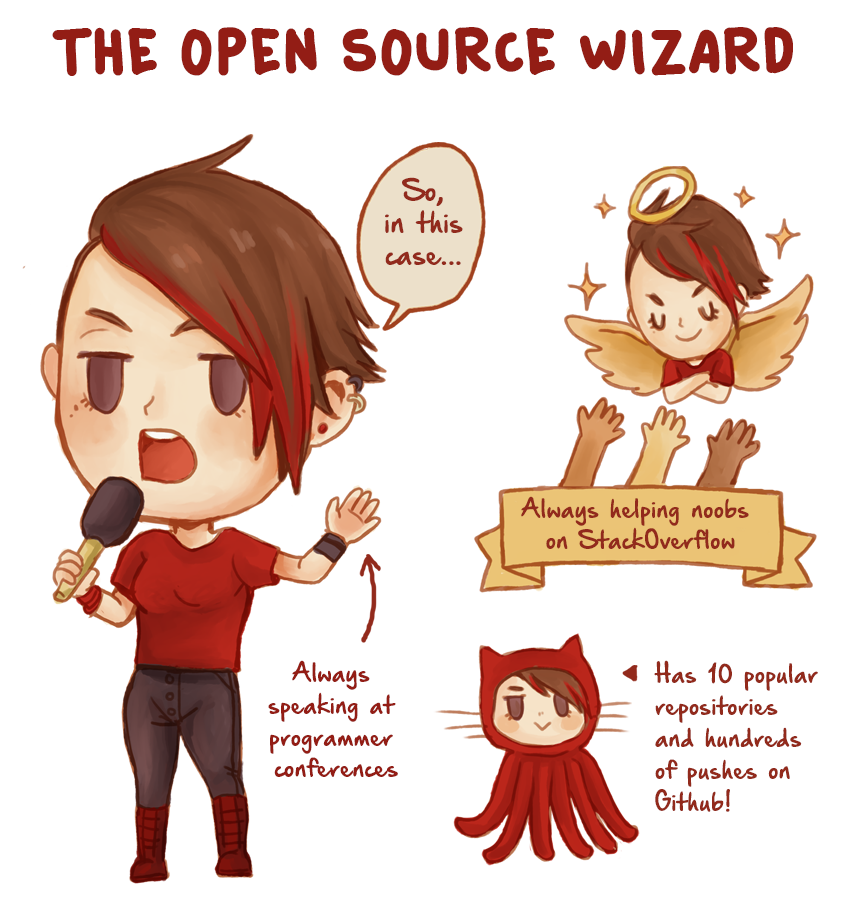 THE OPEN SOURCE WIZARD
So,
in this
case...
Always helping noobs
on StackOverflow
Always
speaking at
programmer
conferences
Has 10 popular
repositories
and hundreds
of pushes on
Github!